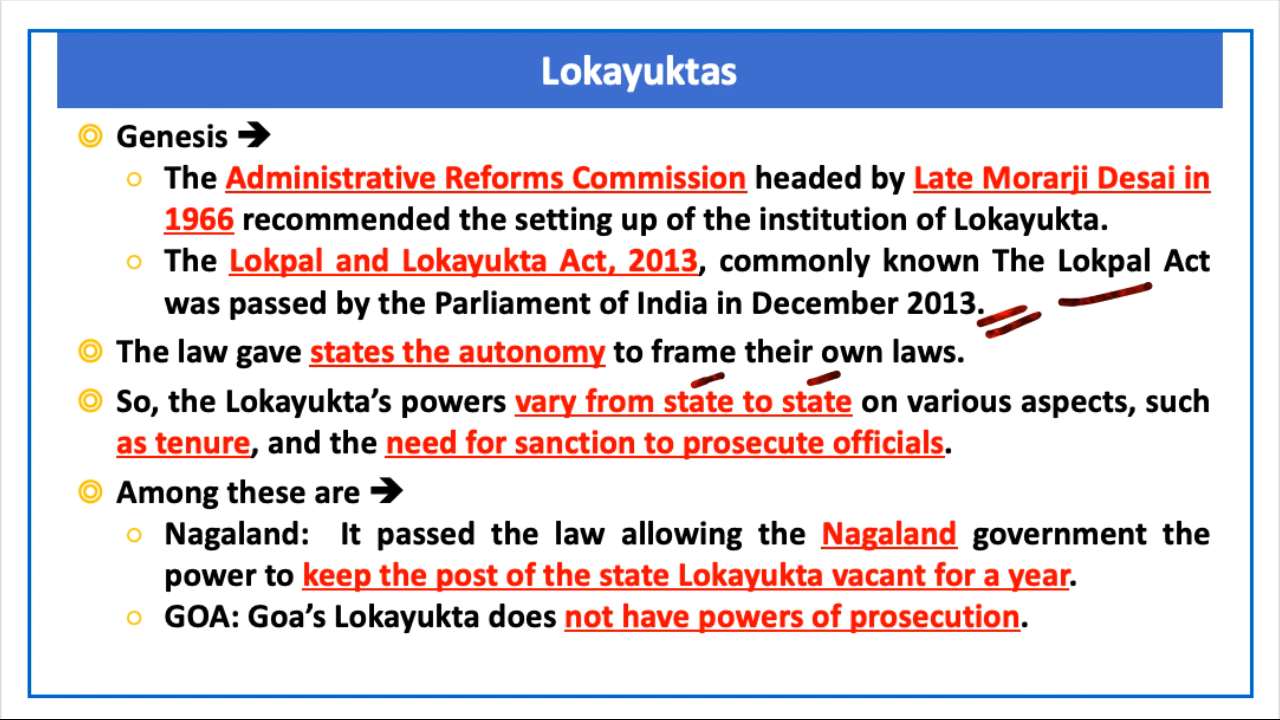 Lokayuktas
Genesis ➔
The Administrative Reforms Commission headed by Late Morarji Desai in
1966 recommended the setting up of the institution of Lokayukta.
The Lokpal and Lokayukta Act, 2013, commonly known The Lokpal Act
was passed by the Parliament of India in December 2013.
The law gave states the autonomy to frame their own laws.
So, the Lokayukta’s powers vary from state to state on various aspects, such
as tenure, and the need for sanction to prosecute officials.
Among these are ➔
Nagaland: It passed the law allowing the Nagaland government the
power to keep the post of the state Lokayukta vacant for a year.
GOA: Goa’s Lokayukta does not have powers of prosecution.